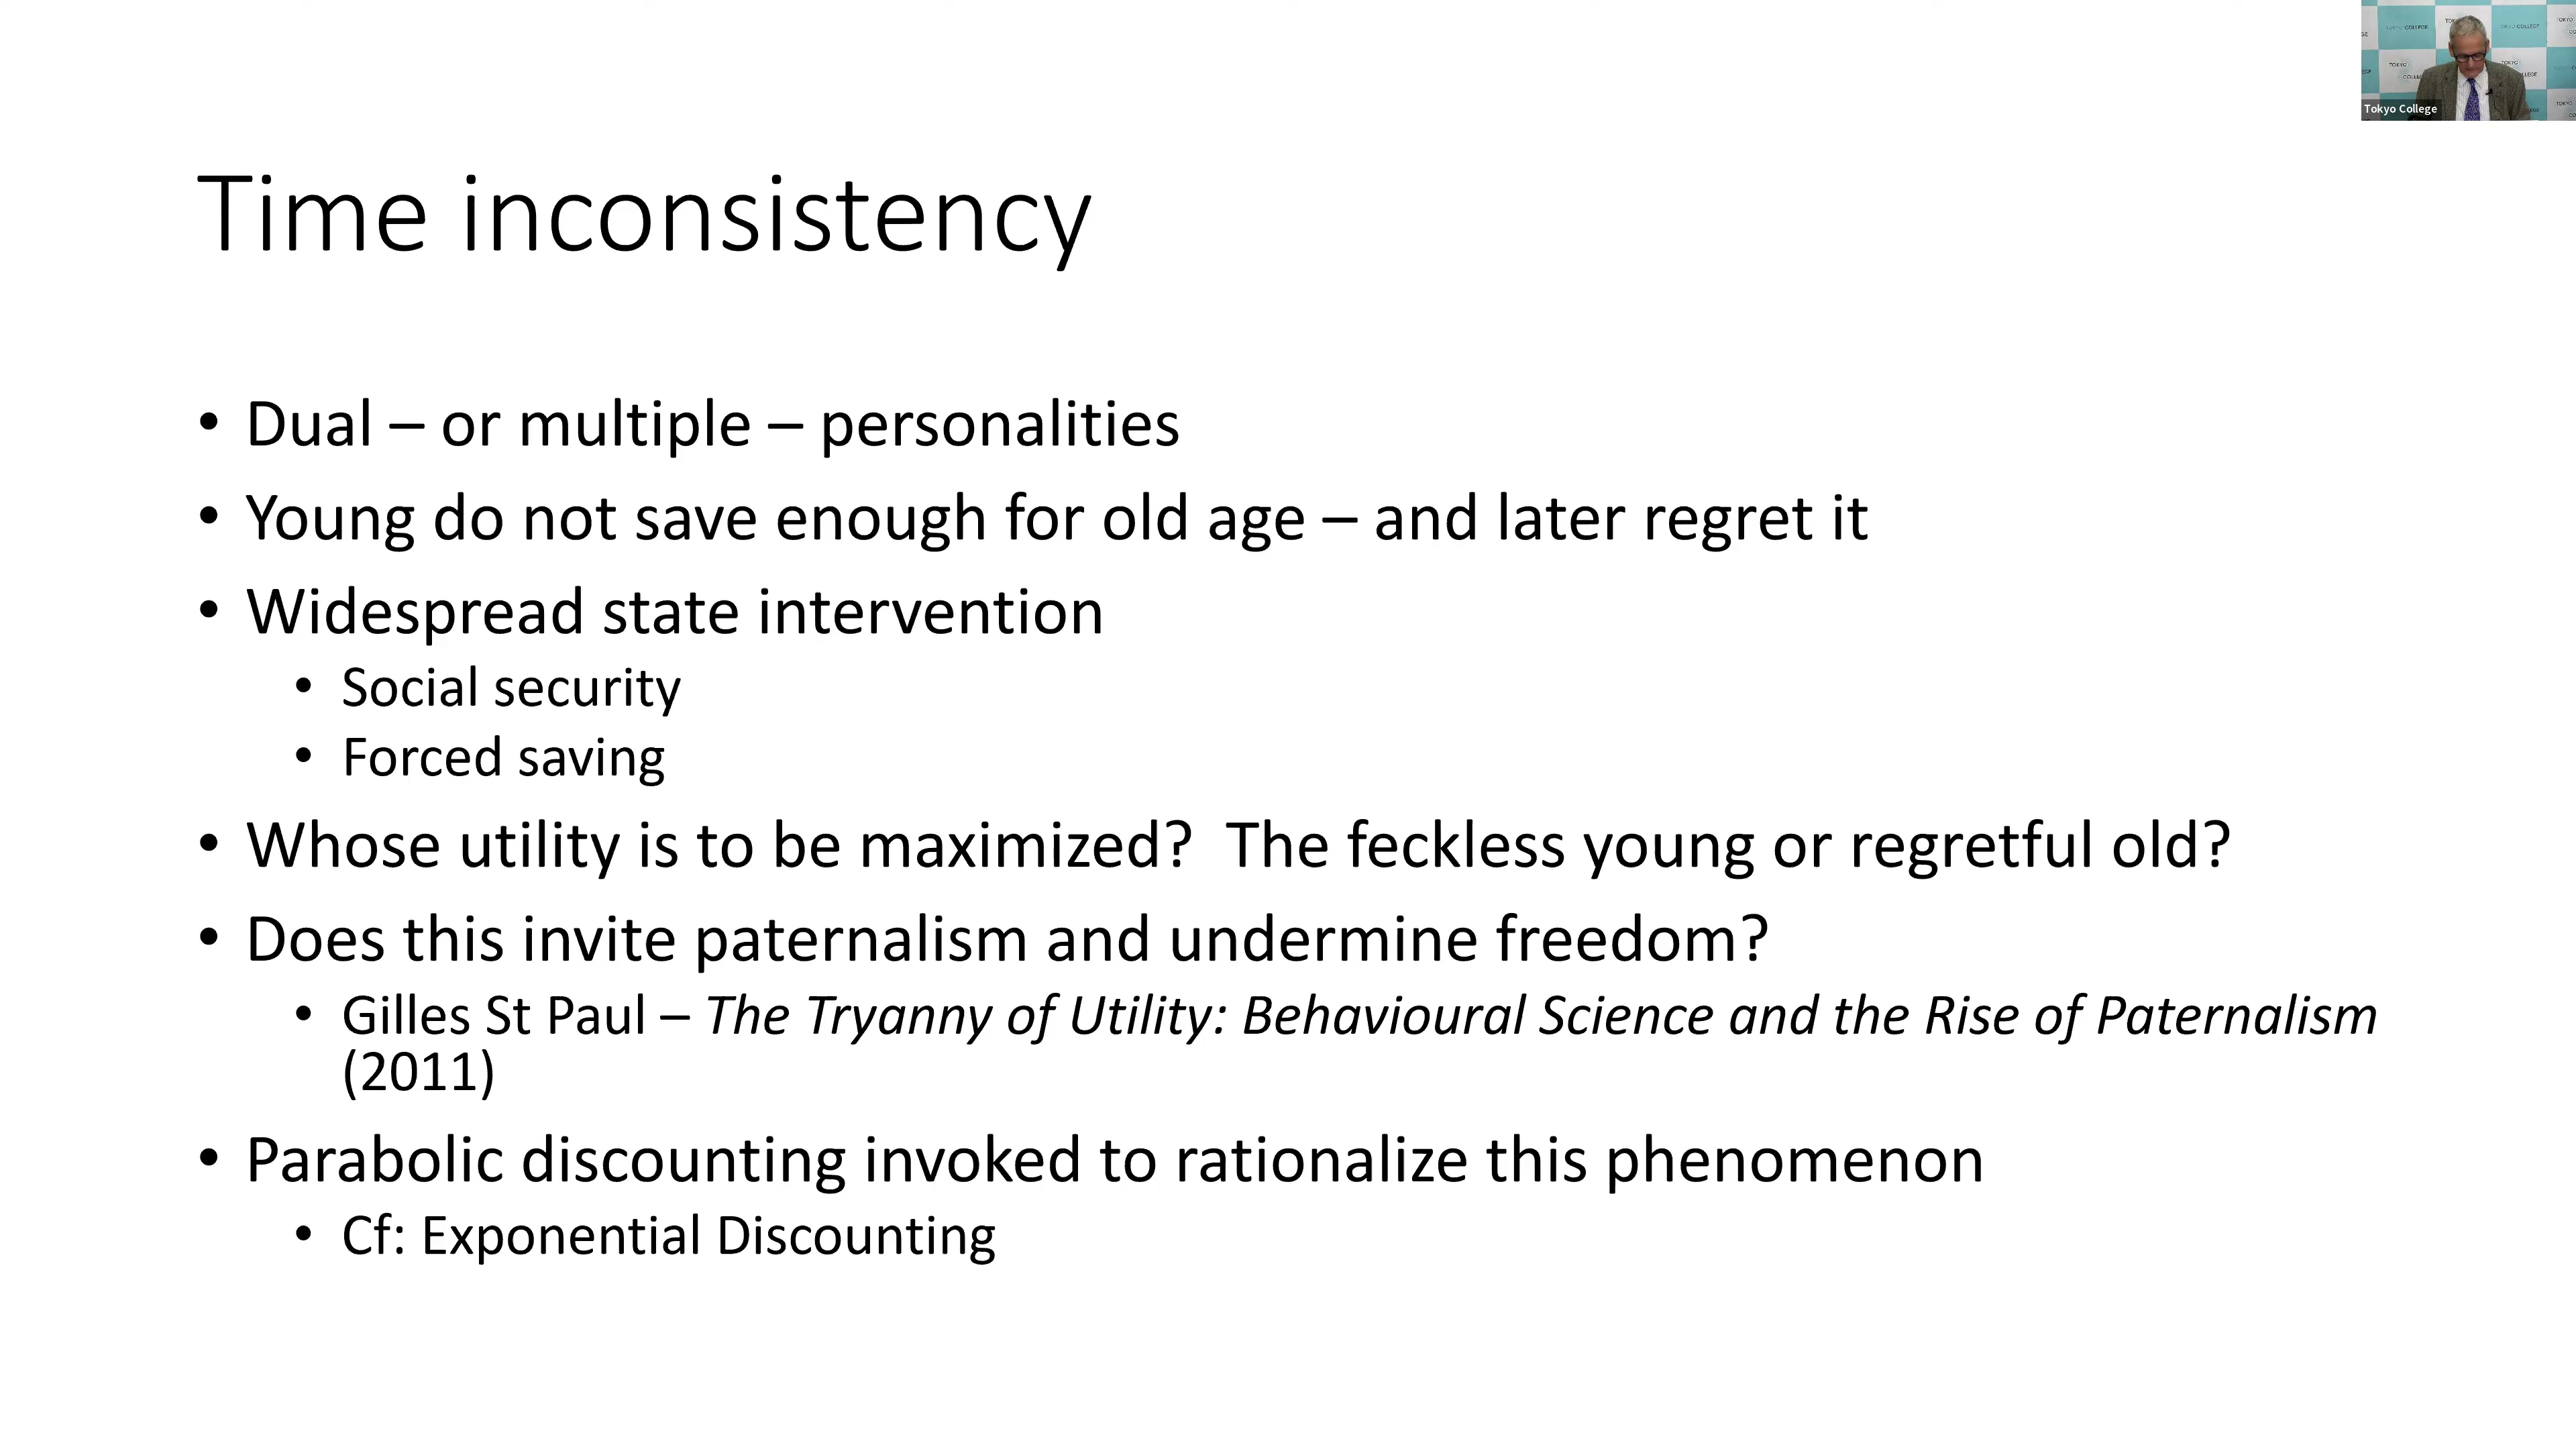 Time inconsistency
• Dual – or multiple – personalities
• Young do not save enough for old age – and later regret it
• Widespread state intervention
• Social security
• Forced saving
• Whose utility is to be maximized?  The feckless young or regretful old?
• Does this invite paternalism and undermine freedom?
• Gilles St Paul – The Tryanny of Utility: Behavioural Science and the Rise of Paternalism
(2011)
• Parabolic discounting invoked to rationalize this phenomenon
• Cf: Exponential Discounting
Tokyo College